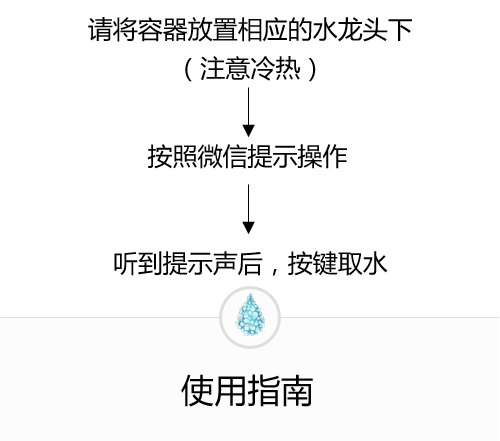 请将容器放置相应的水龙头下
（注意冷热）
按照微信提示操作
听到提示声后，按键取水
使用指南